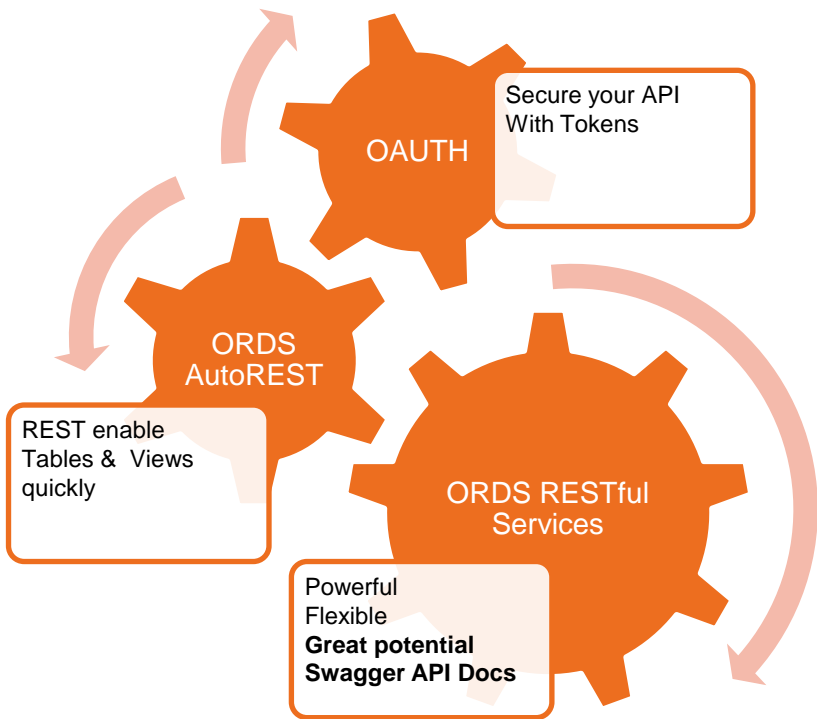 OAUTH
Secure your API
With Tokens
ORDS
AutoREST
REST enable
Tables &  Views
quickly
ORDS RESTful
Services
Powerful
Flexible
Great potential
Swagger API Docs